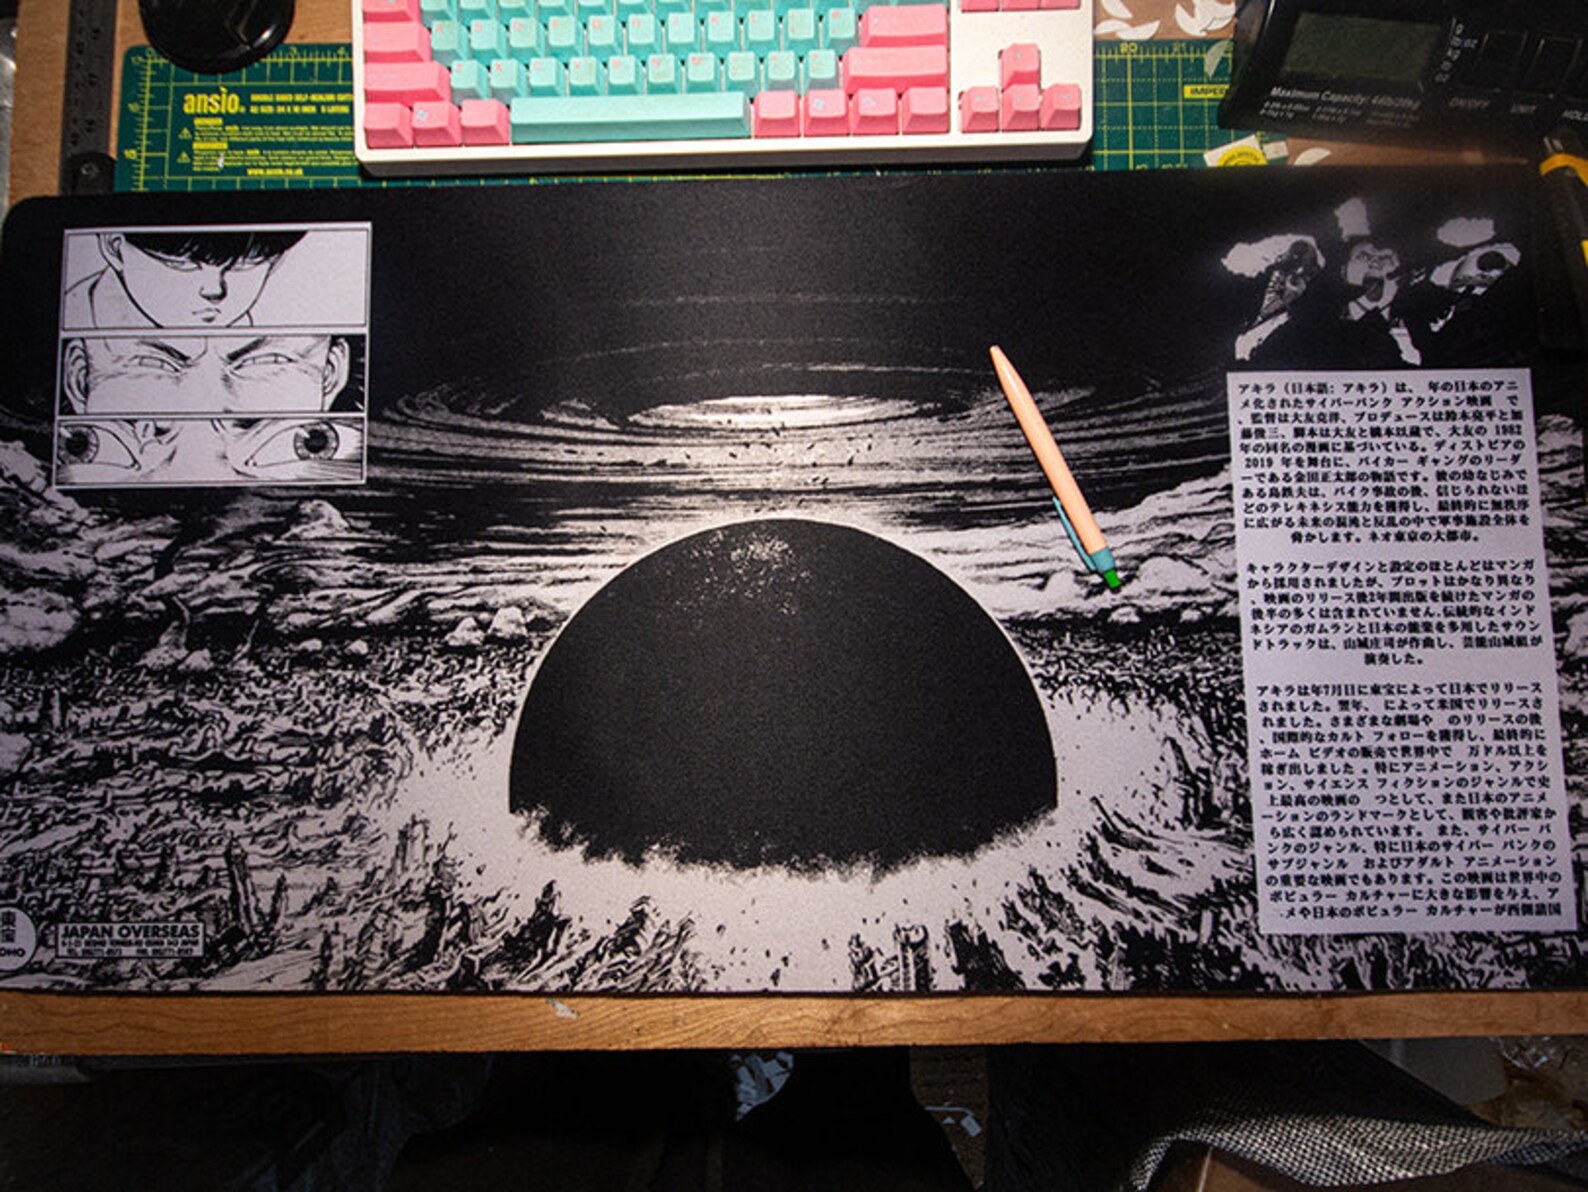 ansio
DOUBLE SIDED SELF-HEALING CUTTING
www.ansio.co.uk
Maximum Capacity: 440lb/200kg
ON/OFF
UNIT
アキラ（日本語: アキラ）は、 年の日本のアニ
メ化されたサイバーパンク アクション映画 で
、監督は大友克洋、プロデュースは鈴木亮平と加
藤俊三、脚本は大友と橋本以蔵で、大友の 1982
年の同名の漫画に基づいている。ディストピアの
2019 年を舞台に、バイカー ギャングのリーダ
ーである金田正太郎の物語です。彼の幼なじみで
ある島鉄夫は、バイク事故の後、信じられないほ
どのテレキネシス能力を獲得し、最終的に無秩序
に広がる未来の混沌と反乱の中で軍事施設全体を
脅かします。ネオ東京の大都市。
キャラクターデザインと設定のほとんどはマンガ
から採用されましたが、プロットはかなり異なり
、映画のリリース後2年間出版を続けたマンガの
後半の多くは含まれていません.伝統的なインド
ネシアのガムランと日本の能楽を多用したサウン
ドトラックは、山城庄司が作曲し、芸能山城組が
演奏した。
アキラは年7月日に東宝によって日本でリリース
されました。翌年、 によって米国でリリースさ
れました。さまざまな劇場や のリリースの後
、国際的なカルト フォローを獲得し、最終的に
ホーム ビデオの販売で世界中で 万ドル以上を
稼ぎ出しました 。特にアニメーション、アクシ
ョン、サイエンス フィクションのジャンルで史
上最高の映画の つとして、また日本のアニメ
ーションのランドマークとして、観客や批評家か
ら広く認められています。 また、サイバー パ
ンクのジャンル、特に日本のサイバー パンクの
サブジャンル およびアダルト アニメーション
の重要な映画でもあります。この映画は世界中の
ポピュラー カルチャーに大きな影響を与え、ア
メや日本のポピュラー カルチャーが西側諸国
東宝
JAPAN OVERSEAS